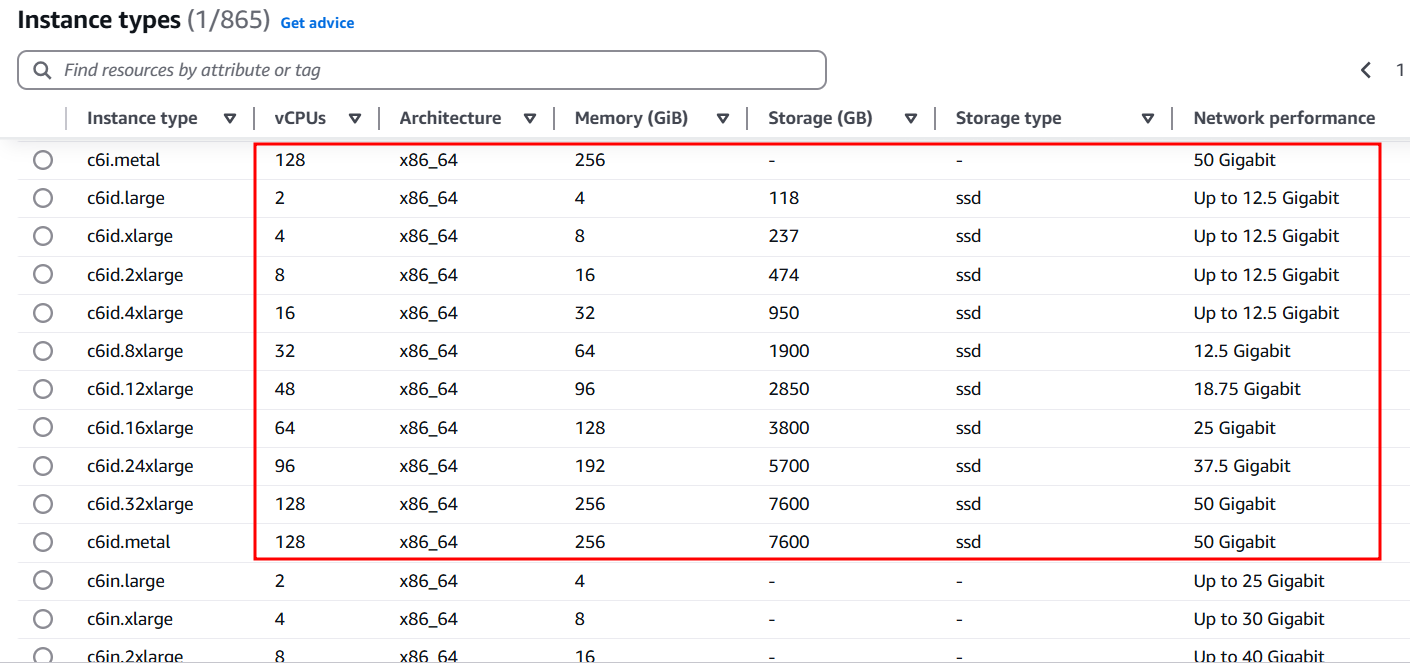 Instance types (1/865) Get advice
Find resources by attribute or tag 1
Instance type vCPUs Architecture Memory (GiB) Storage (GB) Storage type Network performance
c6i.metal 128 x86_64 256 - - 50 Gigabit
c6id.large 2 x86_64 4 118 ssd Up to 12.5 Gigabit
c6id.xlarge 4 x86_64 8 237 ssd Up to 12.5 Gigabit
c6id.2xlarge 8 x86_64 16 474 ssd Up to 12.5 Gigabit
c6id.4xlarge 16 x86_64 32 950 ssd Up to 12.5 Gigabit
c6id.8xlarge 32 x86_64 64 1900 ssd 12.5 Gigabit
c6id.12xlarge 48 x86_64 96 2850 ssd 18.75 Gigabit
c6id.16xlarge 64 x86_64 128 3800 ssd 25 Gigabit
c6id.24xlarge 96 x86_64 192 5700 ssd 37.5 Gigabit
c6id.32xlarge 128 x86_64 256 7600 ssd 50 Gigabit
c6id.metal 128 x86_64 256 7600 ssd 50 Gigabit
c6in.large 2 x86_64 4 - - Up to 25 Gigabit
c6in.xlarge 4 x86_64 8 - - Up to 30 Gigabit
c6in.2xlarge 8 x86_64 16 - - Up to 40 Gigabit